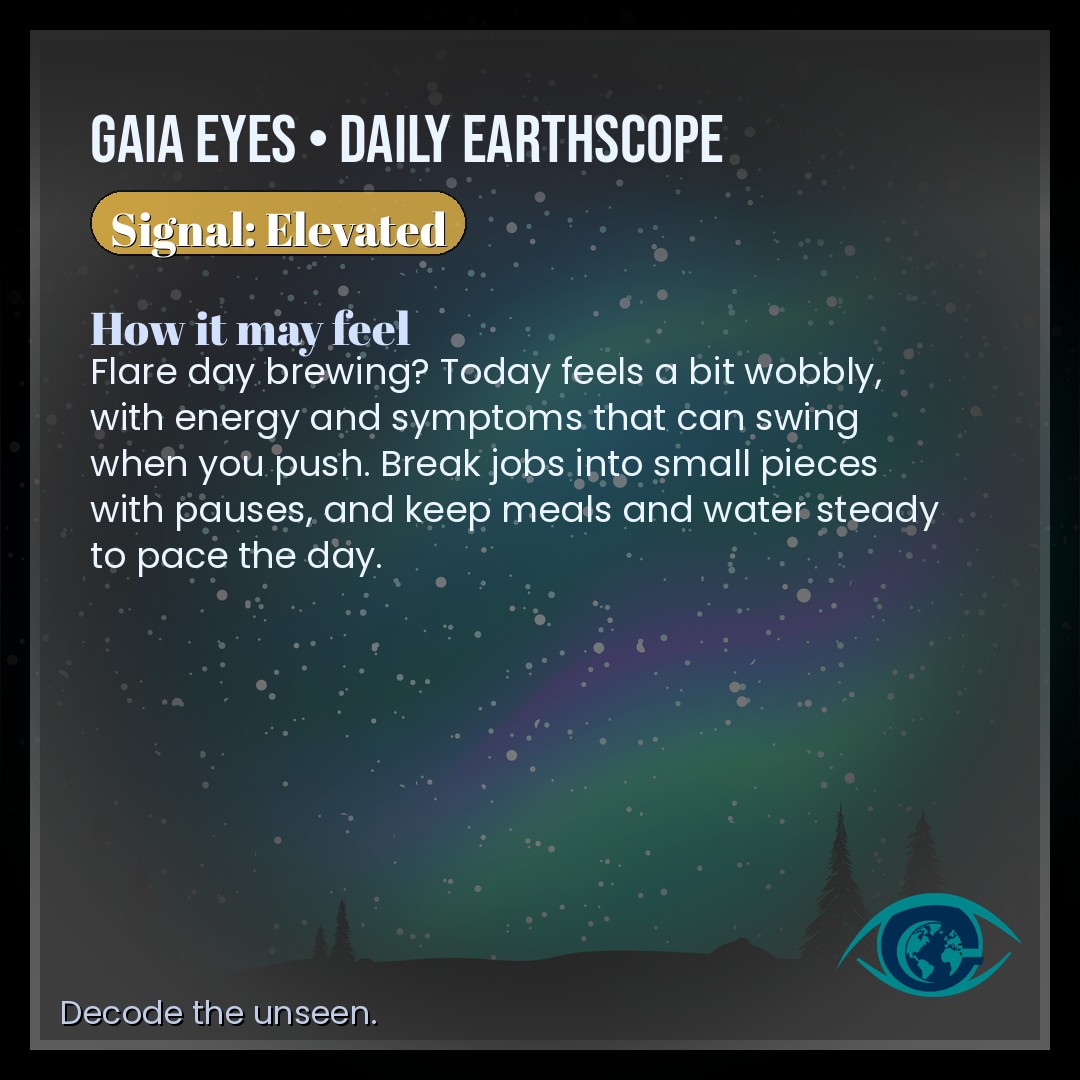 GAIA EYES • DAILY EARTHSCOPE
Signal: Elevated
How it may feel
Flare day brewing? Today feels a bit wobbly,
with energy and symptoms that can swing
when you push. Break jobs into small pieces
with pauses, and keep meals and water steady
to pace the day.
Decode the unseen.